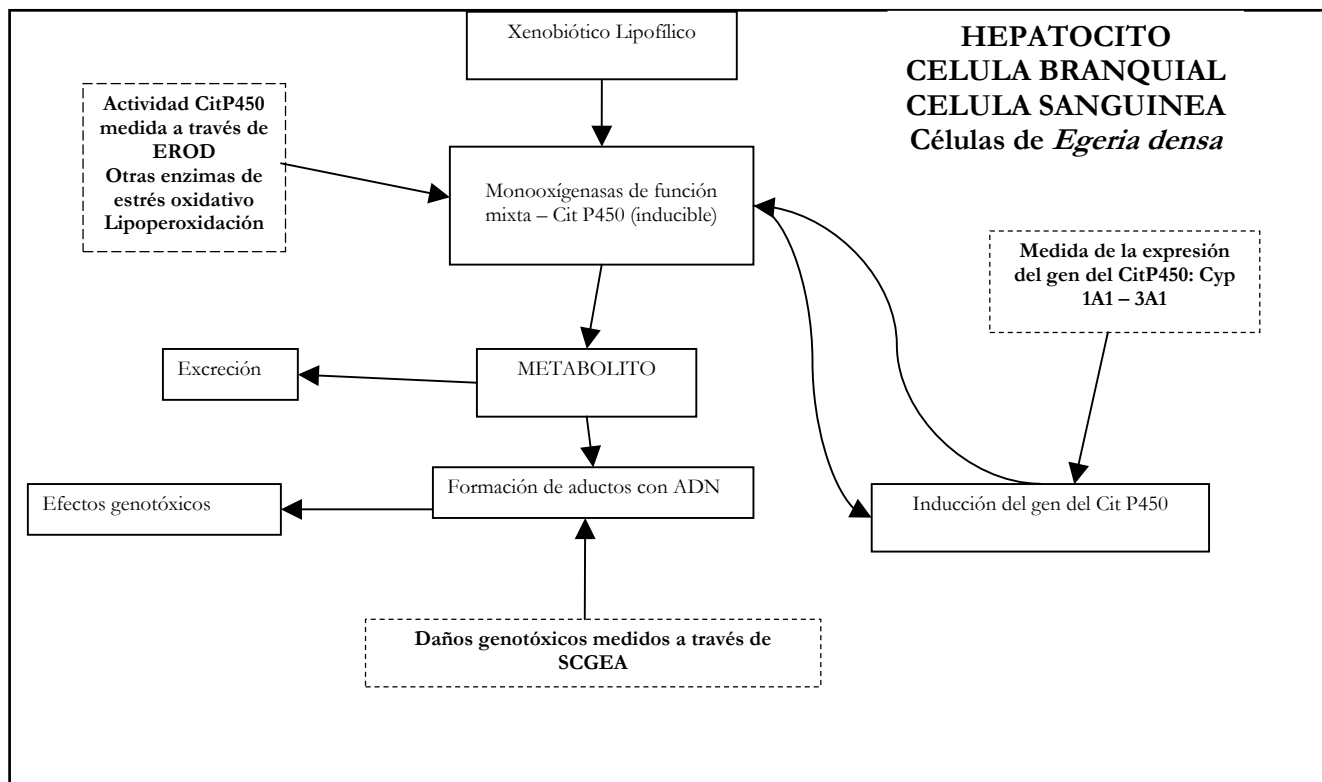 Xenobiótico Lipofílico
HEPATOCITO
CELULA BRANQUIAL
CELULA SANGUINEA
Células de Egeria densa
Actividad CitP450
medida a través de
EROD
Otras enzimas de
estrés oxidativo
Lipoperoxidación
Monooxígenasas de función
mixta – Cit P450 (inducible)
Medida de la expresión
del gen del CitP450: Cyp
1A1 – 3A1
Excreción
METABOLITO
Formación de aductos con ADN
Efectos genotóxicos
Inducción del gen del Cit P450
Daños genotóxicos medidos a través de
SCGEA